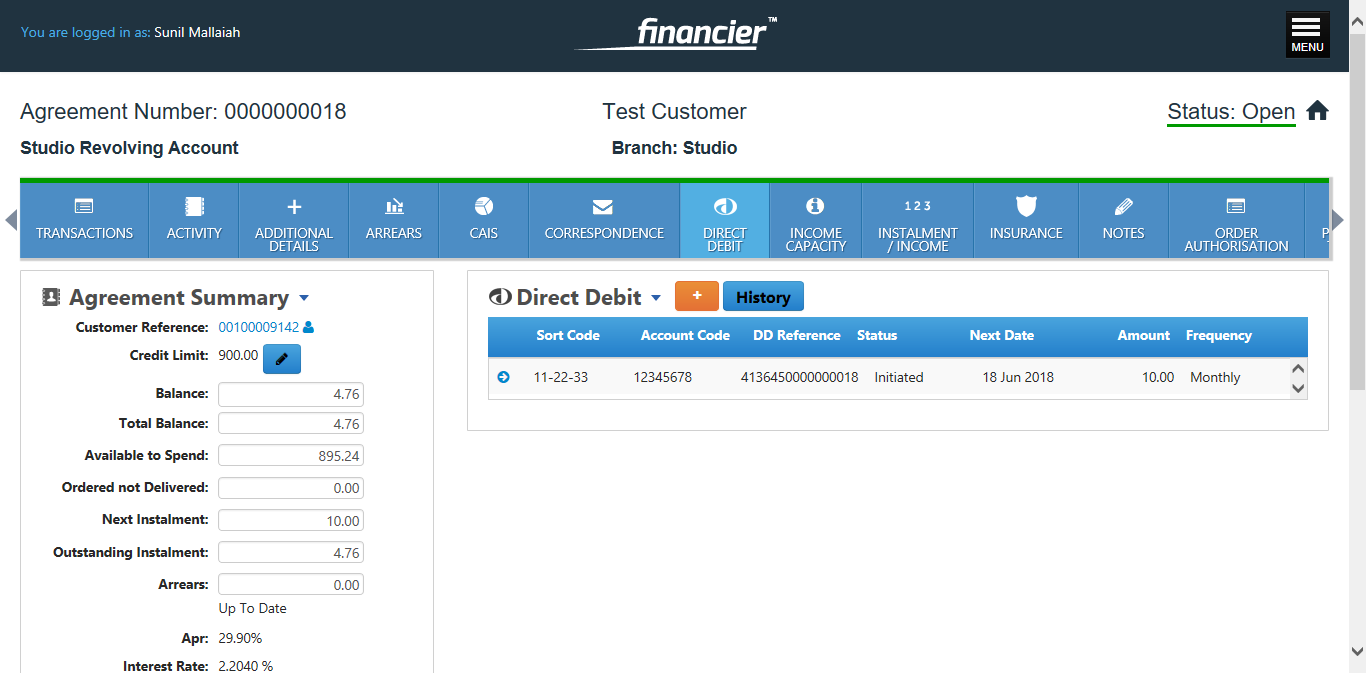 You are logged in as: Sunil Mallaiah
financier™
MENU
Agreement Number: 0000000018
Test Customer
Status: Open
Studio Revolving Account
Branch: Studio
TRANSACTIONS
ACTIVITY
ADDITIONAL
DETAILS
ARREARS
CAIS
CORRESPONDENCE
DIRECT
DEBIT
INCOME
CAPACITY
1 2 3
INSTALMENT
/ INCOME
INSURANCE
NOTES
ORDER
AUTHORISATION
Agreement Summary
Customer Reference: 00100009142
Credit Limit: 900.00
Balance: 4.76
Total Balance: 4.76
Available to Spend: 895.24
Ordered not Delivered: 0.00
Next Instalment: 10.00
Outstanding Instalment: 4.76
Arrears: 0.00
Up To Date
Apr: 29.90%
Interest Rate: 2.2040 %
Direct Debit + History
Sort Code Account Code DD Reference Status Next Date Amount Frequency
11-22-33 12345678 4136450000000018 Initiated 18 Jun 2018 10.00 Monthly